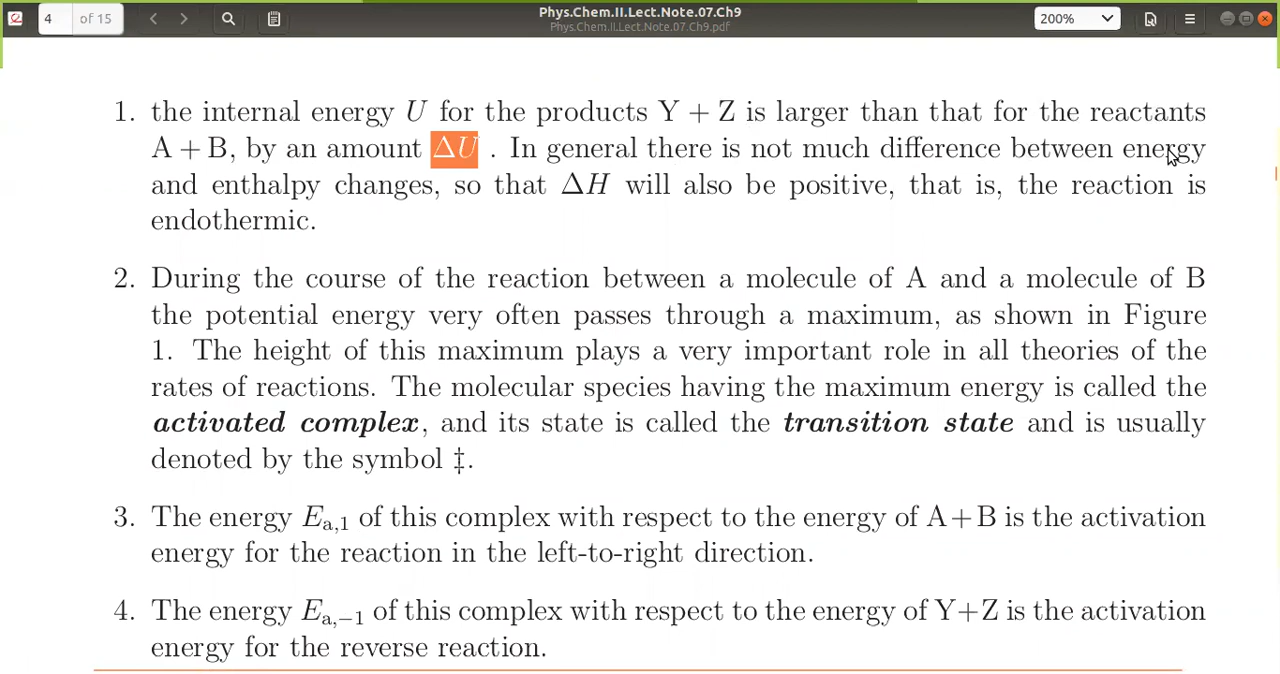 4 of 15
Phys.Chem.II.Lect.Note.07.Ch9
Phys.Chem.II.Lect.Note.07.Ch9.pdf
200%
1. the internal energy U for the products Y + Z is larger than that for the reactants
A + B, by an amount ΔU . In general there is not much difference between energy
and enthalpy changes, so that ΔH will also be positive, that is, the reaction is
endothermic.
2. During the course of the reaction between a molecule of A and a molecule of B
the potential energy very often passes through a maximum, as shown in Figure
1. The height of this maximum plays a very important role in all theories of the
rates of reactions. The molecular species having the maximum energy is called the
activated complex, and its state is called the transition state and is usually
denoted by the symbol ‡.
3. The energy Eₐ,₁ of this complex with respect to the energy of A+B is the activation
energy for the reaction in the left-to-right direction.
4. The energy Eₐ,₋₁ of this complex with respect to the energy of Y+Z is the activation
energy for the reverse reaction.